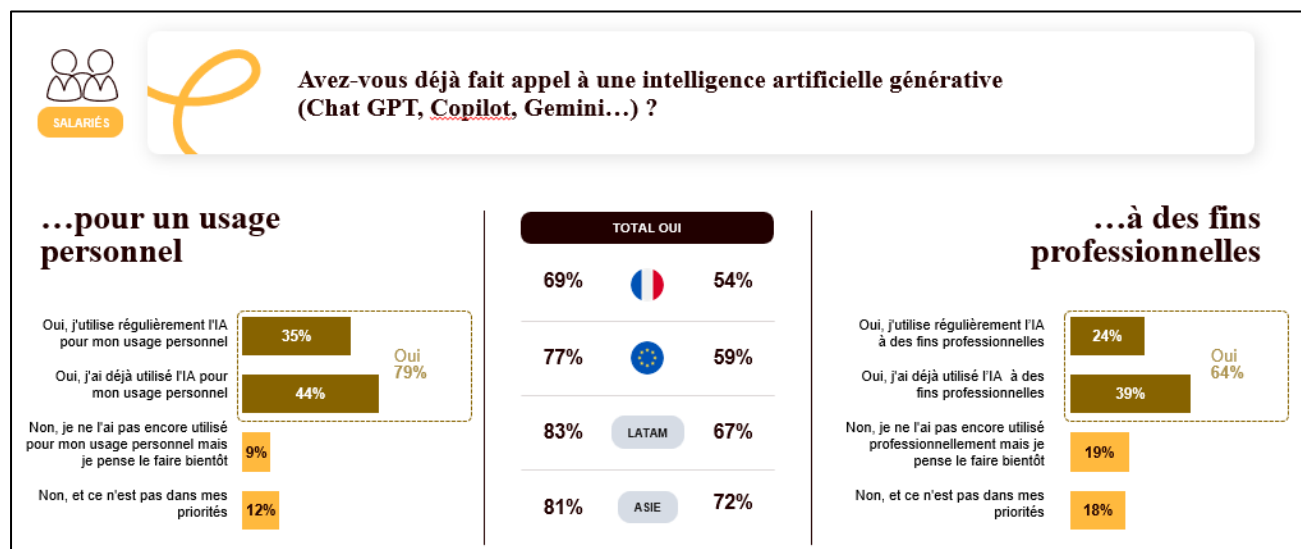 SALARIÉS
Avez-vous déjà fait appel à une intelligence artificielle générative
(Chat GPT, Copilot, Gemini…) ?
…pour un usage
personnel
Oui, j'utilise régulièrement l'IA
pour mon usage personnel
35%
Oui, j'ai déjà utilisé l'IA pour
mon usage personnel
44%
Oui
79%
Non, je ne l'ai pas encore utilisé
pour mon usage personnel mais
je pense le faire bientôt
9%
Non, et ce n'est pas dans mes
priorités
12%
TOTAL OUI
69% 54%
77% 59%
83% LATAM 67%
81% ASIE 72%
…à des fins
professionnelles
Oui, j'utilise régulièrement l'IA
à des fins professionnelles
24%
Oui, j'ai déjà utilisé l'IA à des
fins professionnelles
39%
Oui
64%
Non, je ne l'ai pas encore utilisé
professionnellement mais je
pense le faire bientôt
19%
Non, et ce n'est pas dans mes
priorités
18%